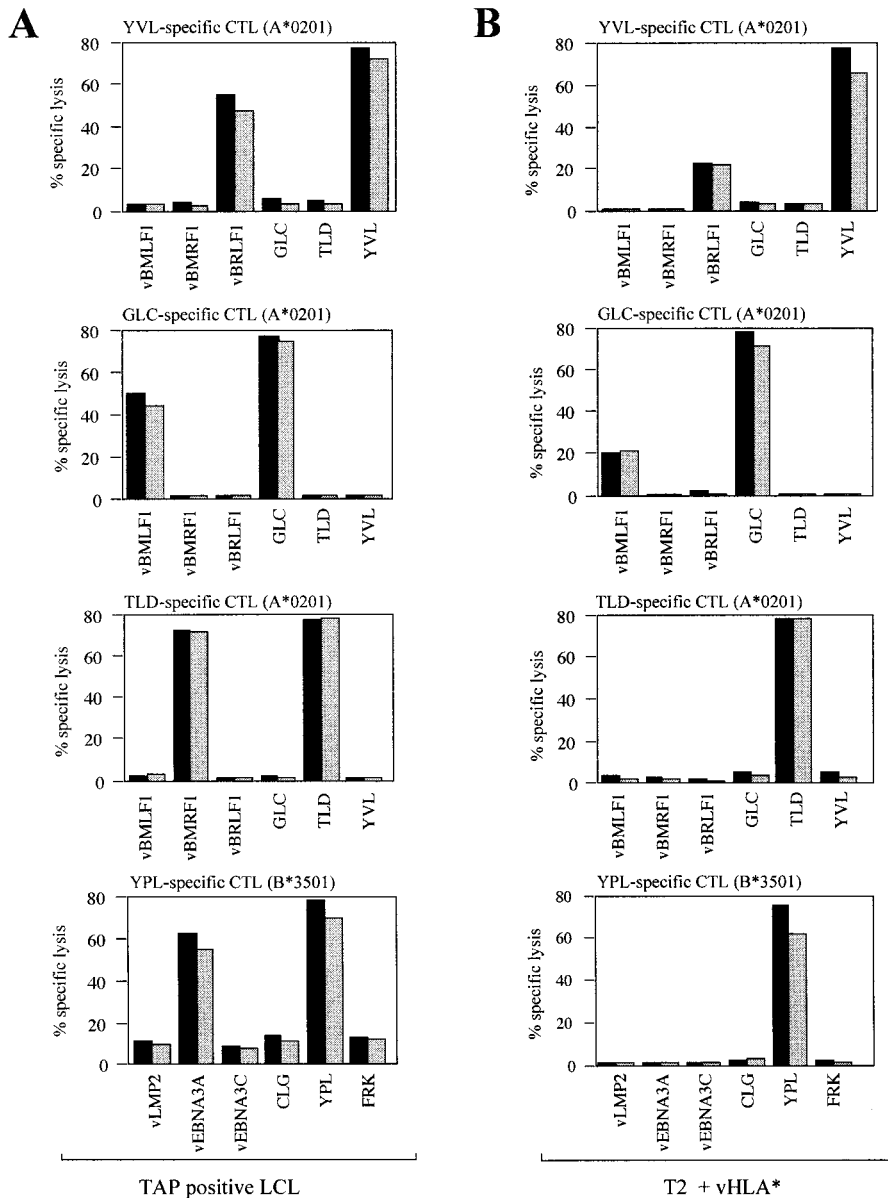 A
YVL-specific CTL (A*0201)
% specific lysis
80
60
40
20
0
vBMLF1
vBMRF1
vBRLF1
GLC
TLD
YVL
GLC-specific CTL (A*0201)
% specific lysis
80
60
40
20
0
vBMLF1
vBMRF1
vBRLF1
GLC
TLD
YVL
TLD-specific CTL (A*0201)
% specific lysis
80
60
40
20
0
vBMLF1
vBMRF1
vBRLF1
GLC
TLD
YVL
YPL-specific CTL (B*3501)
% specific lysis
80
60
40
20
0
vLMP2
vEBNA3A
vEBNA3C
CLG
YPL
FRK
TAP positive LCL
B
YVL-specific CTL (A*0201)
% specific lysis
80
60
40
20
0
vBMLF1
vBMRF1
vBRLF1
GLC
TLD
YVL
GLC-specific CTL (A*0201)
% specific lysis
80
60
40
20
0
vBMLF1
vBMRF1
vBRLF1
GLC
TLD
YVL
TLD-specific CTL (A*0201)
% specific lysis
80
60
40
20
0
vBMLF1
vBMRF1
vBRLF1
GLC
TLD
YVL
YPL-specific CTL (B*3501)
% specific lysis
80
60
40
20
0
vLMP2
vEBNA3A
vEBNA3C
CLG
YPL
FRK
T2 + vHLA*